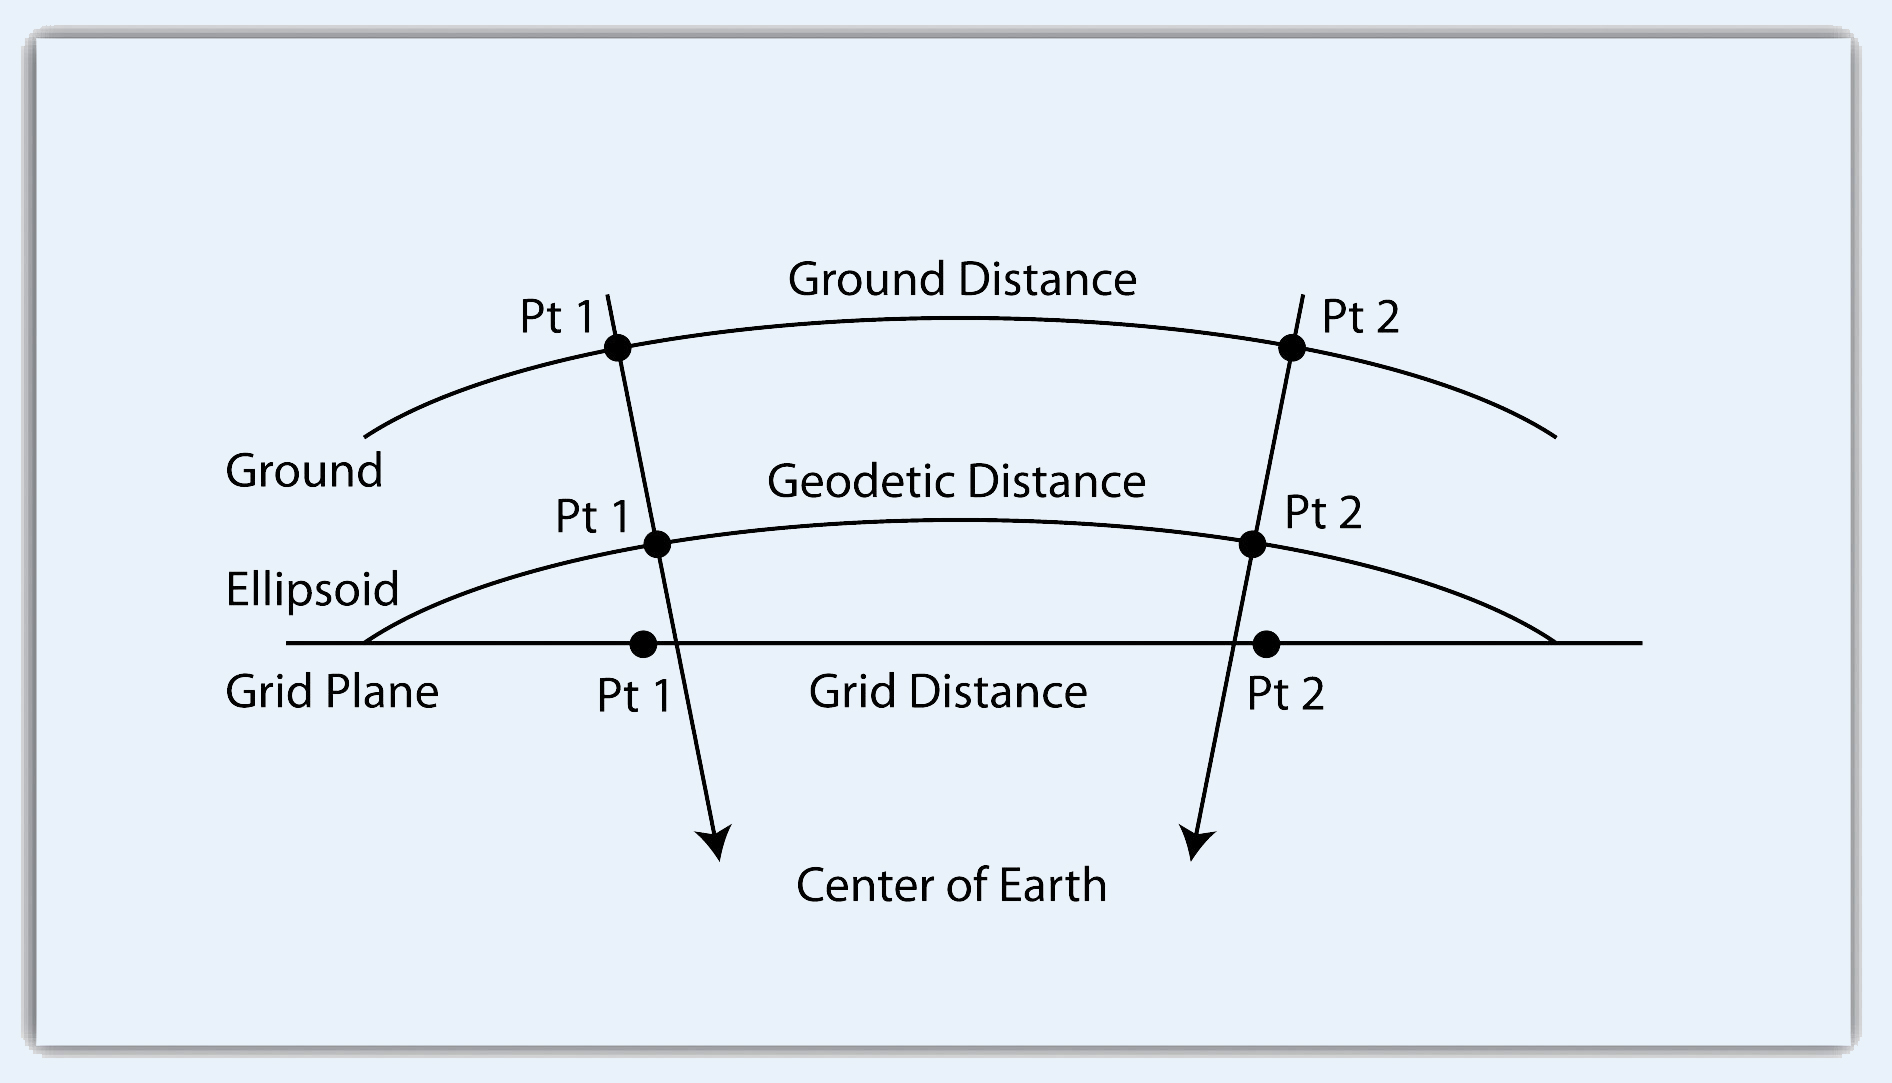 Ground Distance
Pt 1
Pt 2
Ground
Geodetic Distance
Pt 1
Pt 2
Ellipsoid
Grid Plane
Pt 1
Grid Distance
Pt 2
Center of Earth